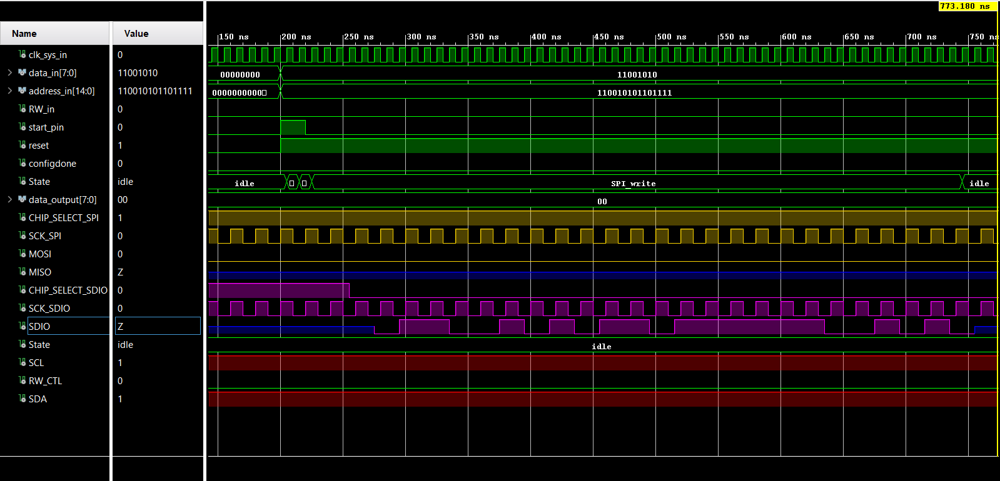 773.180 ns
Name Value
150 ns 200 ns 250 ns 300 ns 350 ns 400 ns 450 ns 500 ns 550 ns 600 ns 650 ns 700 ns 750 ns
clk_sys_in 0
data_in[7:0] 11001010 00000000 11001010
address_in[14:0] 110010101101111 0000000000 110010101101111
RW_in 0
start_pin 0
reset 1
configdone 0
State idle idle SPI_write idle
data_output[7:0] 00 00
CHIP_SELECT_SPI 1
SCK_SPI 0
MOSI 0
MISO Z
CHIP_SELECT_SDIO 0
SCK_SDIO 0
SDIO Z
State idle idle
SCL 1
RW_CTL 0
SDA 1